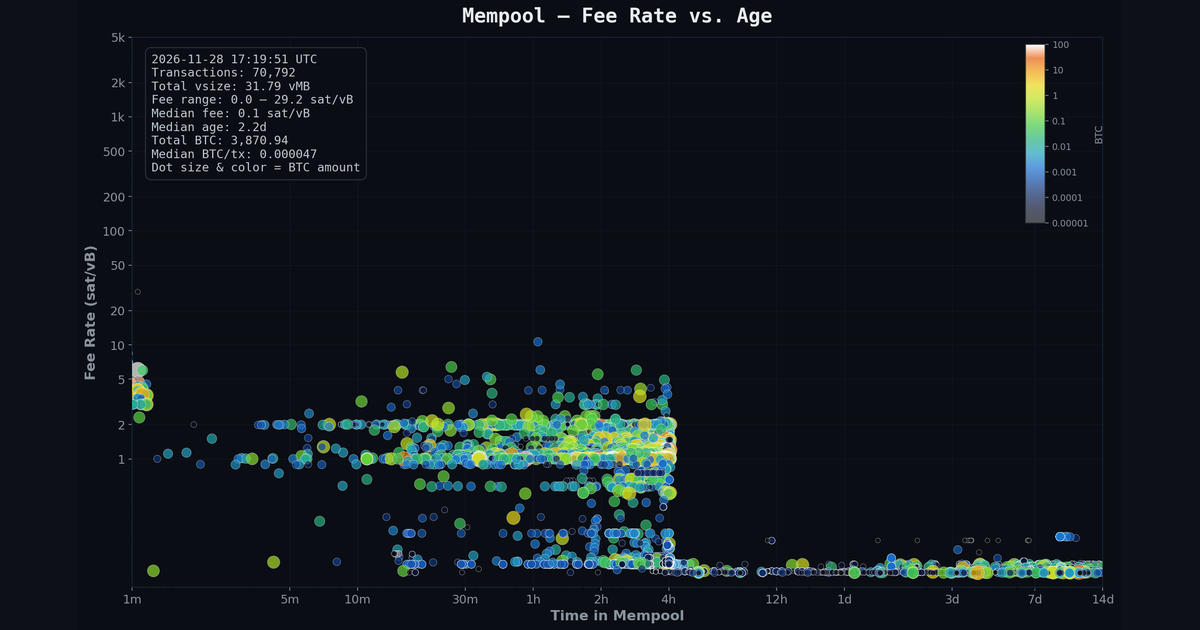 Mempool — Fee Rate vs. Age
2026-11-28 17:19:51 UTC
Transactions: 70,792
Total vsize: 31.79 vMB
Fee range: 0.0 — 29.2 sat/vB
Median fee: 0.1 sat/vB
Median age: 2.2d
Total BTC: 3,870.94
Median BTC/tx: 0.000047
Dot size & color = BTC amount
5k
2k
1k
500
200
100
50
20
10
5
2
1
Fee Rate (sat/vB)
100
10
1
0.1
0.01
0.001
0.0001
0.00001
BTC
1m 5m 10m 30m 1h 2h 4h 12h 1d 3d 7d 14d
Time in Mempool